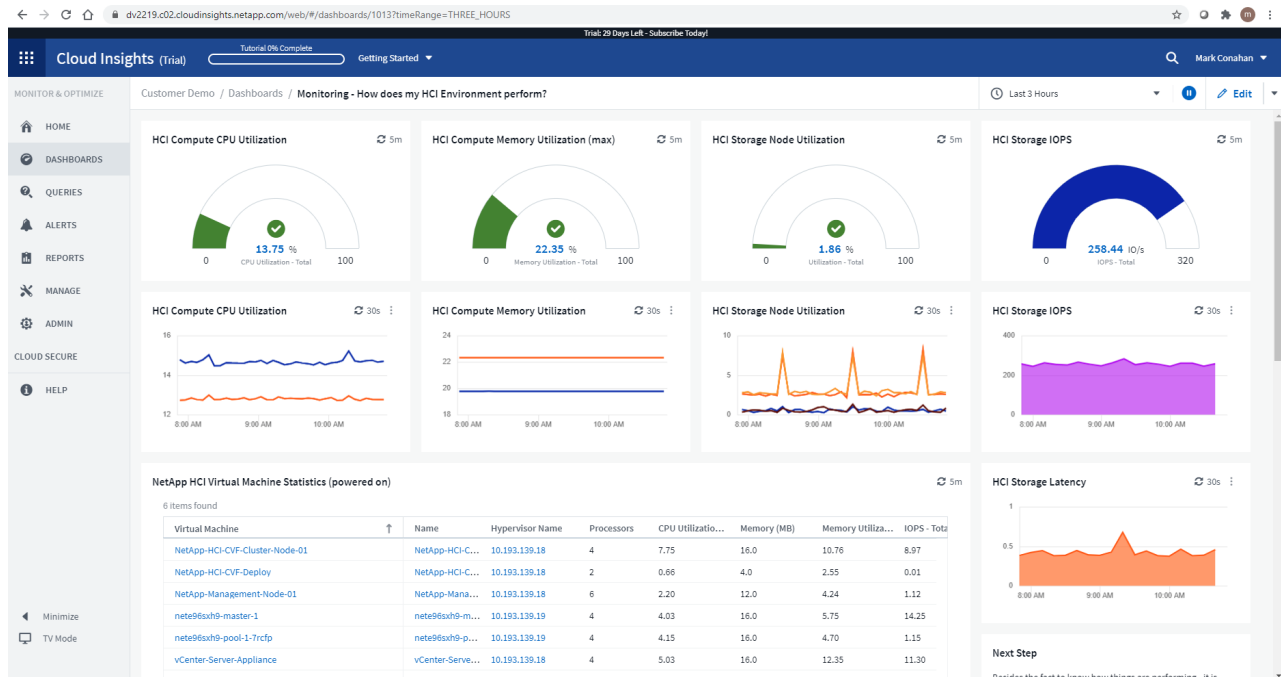 dv2219.c02.cloudinsights.netapp.com/web/#/dashboards/1013?timeRange=THREE_HOURS
m
Trial: 29 Days Left - Subscribe Today!
Cloud Insights (Trial)
Tutorial 0% Complete
Getting Started
Mark Conahan
MONITOR & OPTIMIZE
HOME
DASHBOARDS
QUERIES
ALERTS
REPORTS
MANAGE
ADMIN
CLOUD SECURE
HELP
Minimize
TV Mode
Customer Demo / Dashboards / Monitoring - How does my HCI Environment perform?
Last 3 Hours
Edit
HCI Compute CPU Utilization
5m
13.75 %
0 CPU Utilization - Total 100
HCI Compute Memory Utilization (max)
5m
22.35 %
0 Memory Utilization - Total 100
HCI Storage Node Utilization
5m
1.86 %
0 Utilization - Total 100
HCI Storage IOPS
5m
258.44 IO/s
0 IOPS - Total 320
HCI Compute CPU Utilization
30s
16
14
12
8:00 AM 9:00 AM 10:00 AM
HCI Compute Memory Utilization
30s
24
22
20
18
8:00 AM 9:00 AM 10:00 AM
HCI Storage Node Utilization
30s
10
5
0
8:00 AM 9:00 AM 10:00 AM
HCI Storage IOPS
30s
400
200
0
8:00 AM 9:00 AM 10:00 AM
NetApp HCI Virtual Machine Statistics (powered on)
5m
6 items found
Virtual Machine Name Hypervisor Name Processors CPU Utilizatio... Memory (MB) Memory Utiliza... IOPS - Tota
NetApp-HCI-CVF-Cluster-Node-01 NetApp-HCI-C... 10.193.139.18 4 7.75 16.0 10.76 8.97
NetApp-HCI-CVF-Deploy NetApp-HCI-C... 10.193.139.18 2 0.66 4.0 2.55 0.01
NetApp-Management-Node-01 NetApp-Mana... 10.193.139.18 6 2.20 12.0 4.24 1.12
nete96sxh9-master-1 nete96sxh9-m... 10.193.139.19 4 4.03 16.0 5.75 14.25
nete96sxh9-pool-1-7rcfp nete96sxh9-p... 10.193.139.19 4 4.15 16.0 4.70 1.15
vCenter-Server-Appliance vCenter-Serve... 10.193.139.18 4 5.03 16.0 12.35 11.30
HCI Storage Latency
30s
1
0.5
0
8:00 AM 9:00 AM 10:00 AM
Next Step